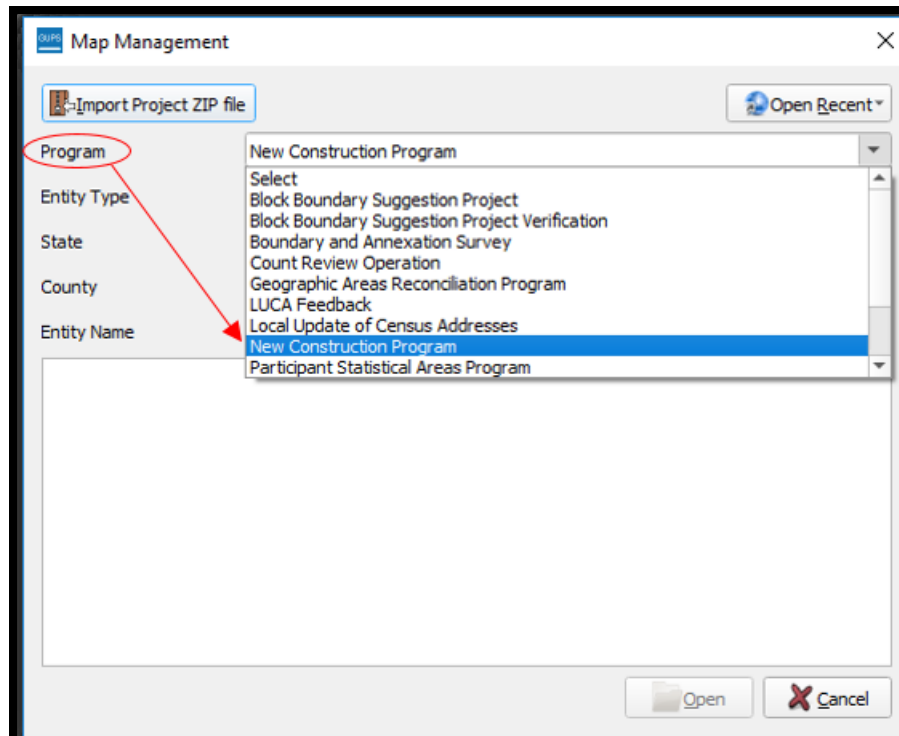 GUPS Map Management
Import Project ZIP file
Open Recent
Program
New Construction Program
Select
Block Boundary Suggestion Project
Block Boundary Suggestion Project Verification
Entity Type
Boundary and Annexation Survey
State
Count Review Operation
Geographic Areas Reconciliation Program
County
LUCA Feedback
Local Update of Census Addresses
Entity Name
New Construction Program
Participant Statistical Areas Program
Open
Cancel